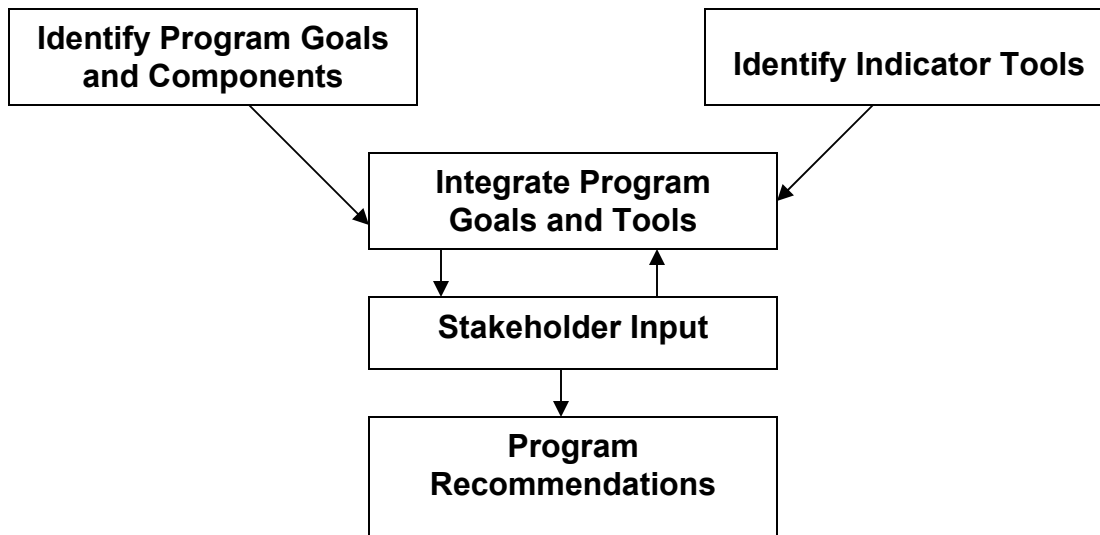 Identify Program Goals
and Components
Identify Indicator Tools
Integrate Program
Goals and Tools
Stakeholder Input
Program
Recommendations